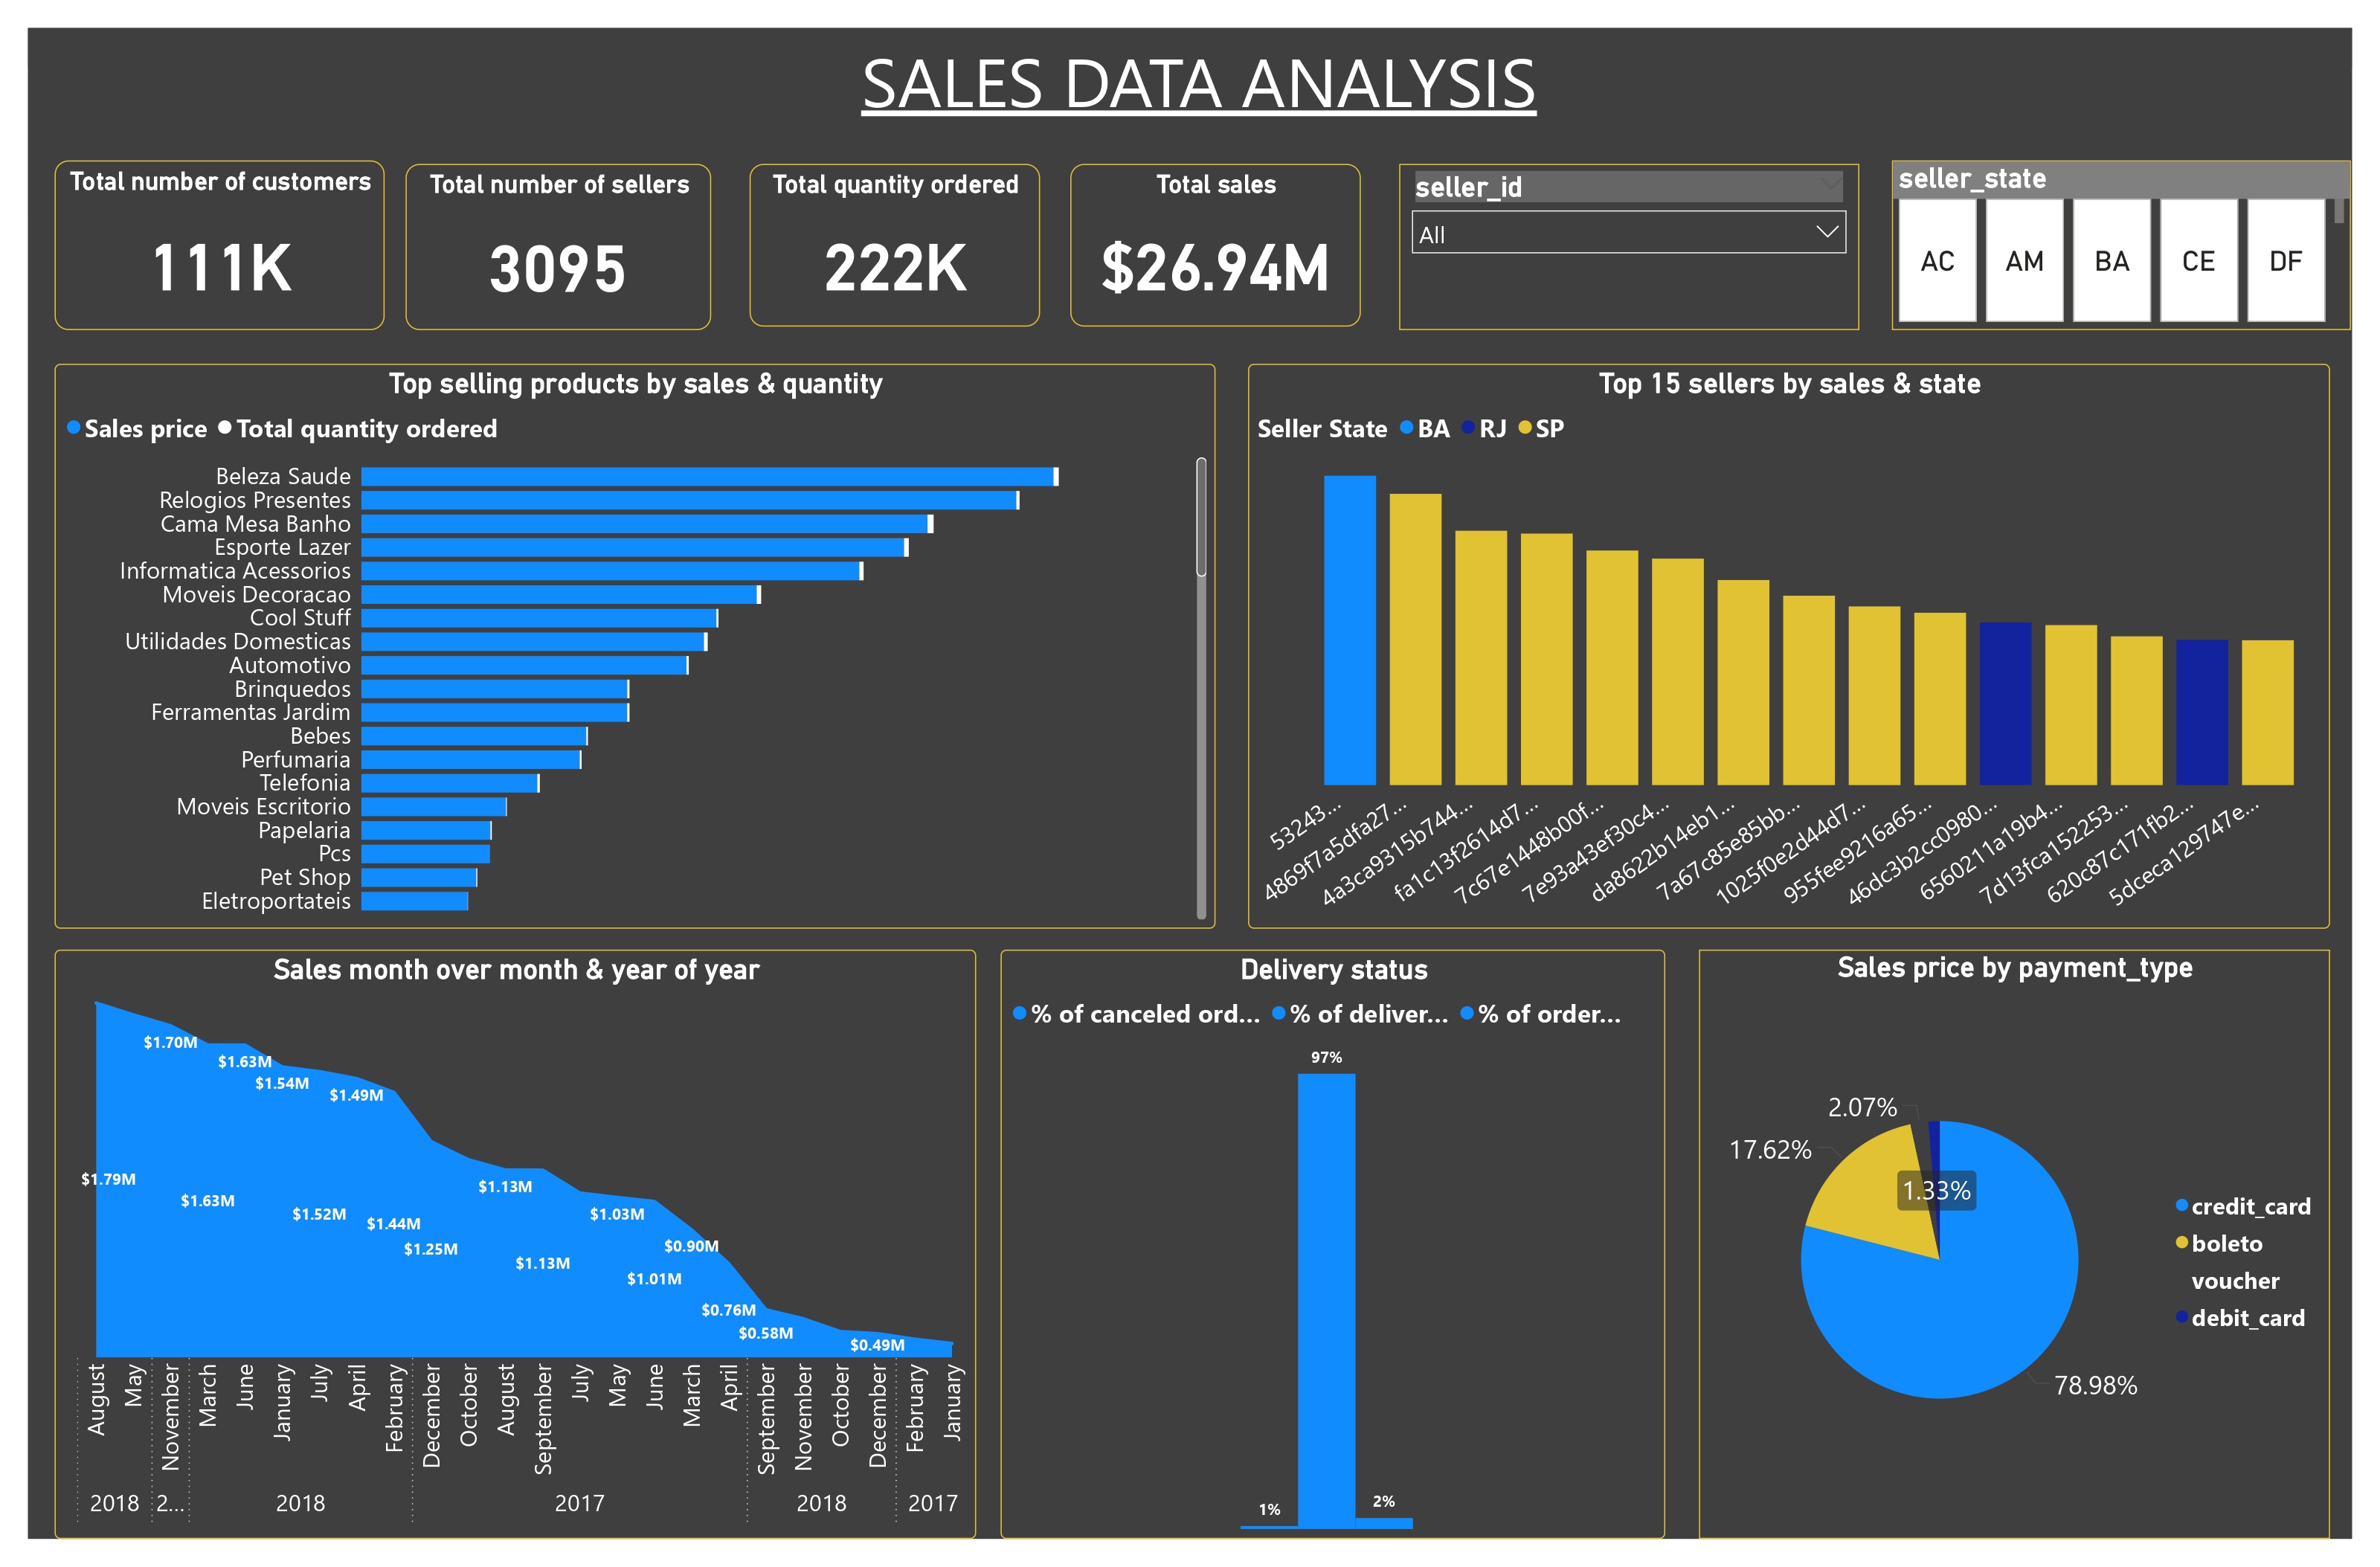 SALES DATA ANALYSIS
Total number of customers
111K
Total number of sellers
3095
Total quantity ordered
222K
Total sales
$26.94M
seller_id
All
seller_state
AC AM BA CE DF
Top selling products by sales & quantity
Sales price Total quantity ordered
Beleza Saude
Relogios Presentes
Cama Mesa Banho
Esporte Lazer
Informatica Acessorios
Moveis Decoracao
Cool Stuff
Utilidades Domesticas
Automotivo
Brinquedos
Ferramentas Jardim
Bebes
Perfumaria
Telefonia
Moveis Escritorio
Papelaria
Pcs
Pet Shop
Eletroportateis
Top 15 sellers by sales & state
Seller State BA RJ SP
53243...
4869f7a5dfa27...
4a3ca9315b744...
fa1c13f2614d7...
7c67e1448b00f...
7e93a43ef30c4...
da8622b14eb1...
7a67c85e85bb...
1025f0e2d44d7...
955fee9216a65...
46dc3b2cc0980...
6560211a19b4...
7d13fca152253...
620c87c171fb2...
5dceca129747e...
Sales month over month & year of year
$1.79M
$1.70M
$1.63M
$1.63M
$1.54M
$1.52M
$1.49M
$1.44M
$1.25M
$1.13M
$1.13M
$1.03M
$1.01M
$0.90M
$0.76M
$0.58M
$0.49M
August
May
November
March
June
January
July
April
February
December
October
August
September
July
May
June
March
April
September
November
October
December
February
January
2018 2... 2018 2017 2018 2017
Delivery status
% of canceled ord... % of deliver... % of order...
97%
1%
2%
Sales price by payment_type
2.07%
17.62%
1.33%
78.98%
credit_card
boleto
voucher
debit_card